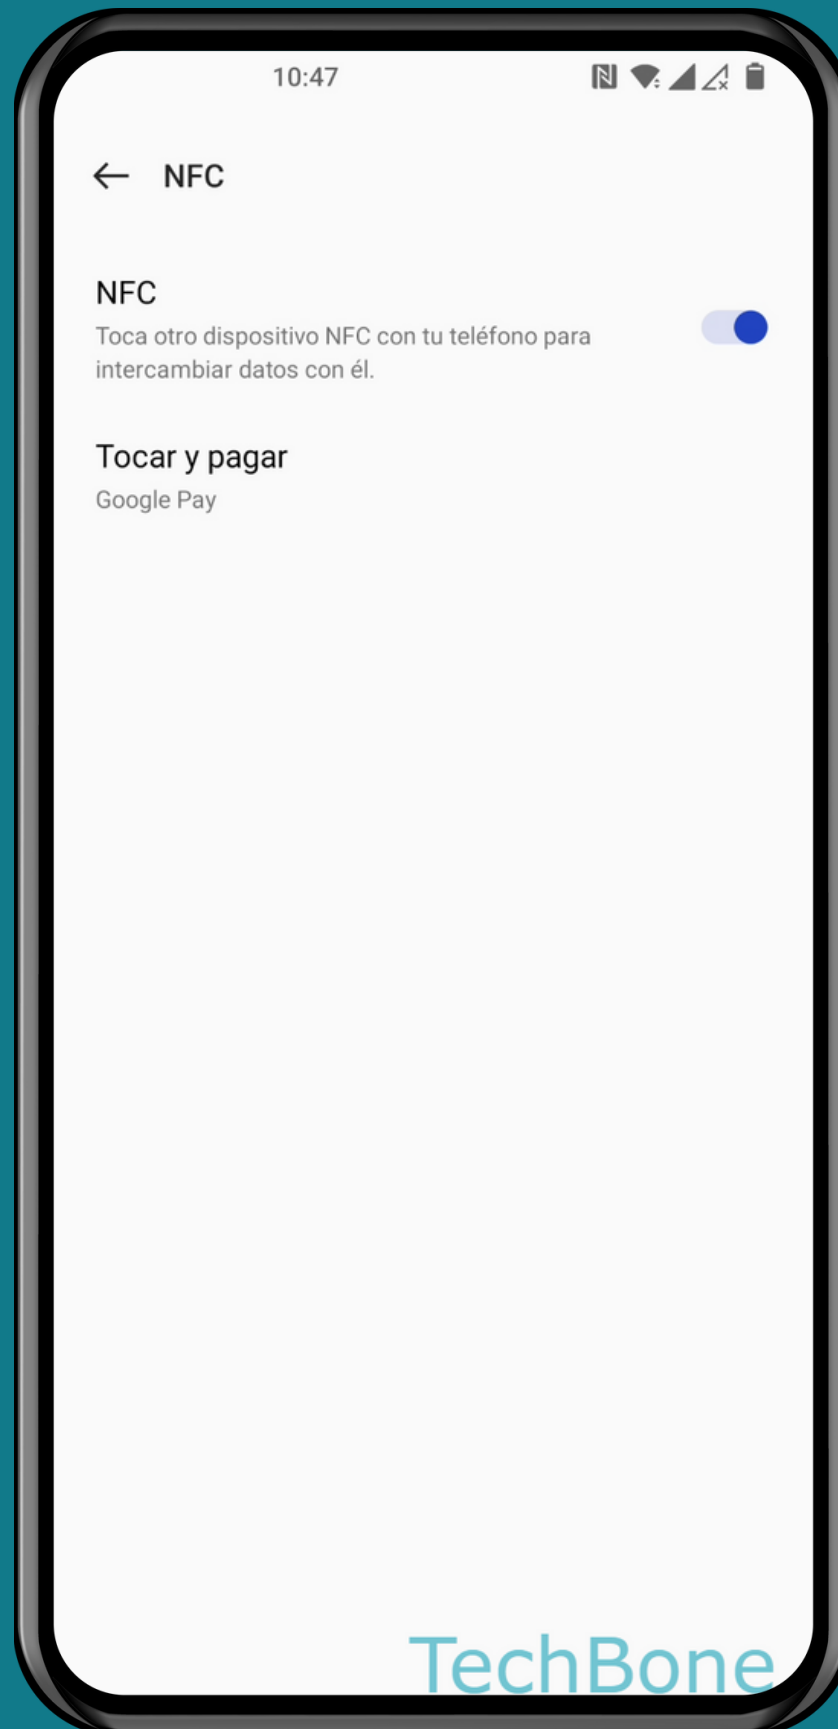 10:47
NFC
NFC
Toca otro dispositivo NFC con tu teléfono para
intercambiar datos con él.
Tocar y pagar
Google Pay
TechBone